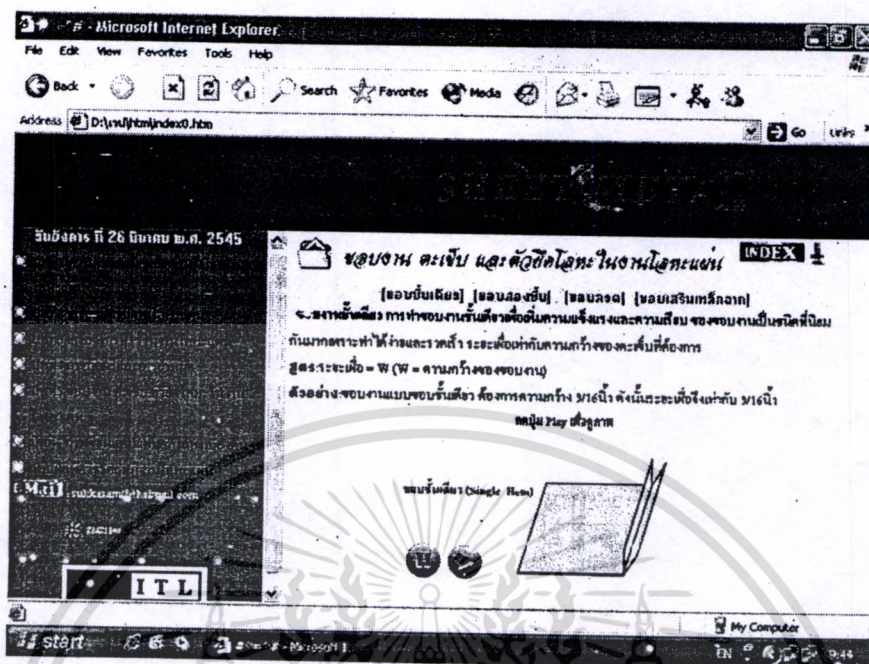 - Microsoft Internet Explorer
File Edit View Favorites Tools Help
Back Search Favorites Media
Address D:\งาน\html\index0.htm Go Links
วันอังคาร ที่ 26 มีนาคม พ.ศ. 2545
ขอบงาน ตะเข็บ และตัวยึดโลหะในงานโลหะแผ่น INDEX
[ขอบชั้นเดียว] [ขอบสองชั้น] [ขอบลวด] [ขอบเสริมเหล็กฉาก]
การทำขอบงานชั้นเดียวเพื่อเพิ่มความแข็งแรงและความเรียบ ของขอบงานเป็นชนิดที่นิยม
กันมากเพราะทำได้ง่ายและรวดเร็ว ระยะเผื่อเท่ากับความกว้างของตะเข็บที่ต้องการ
สูตร:ระยะเผื่อ = W (W = ความกว้างของขอบงาน)
ตัวอย่าง:ขอบงานแบบขอบชั้นเดียว ต้องการความกว้าง 3/16นิ้ว ดังนั้นระยะเผื่อจึงเท่ากับ 3/16นิ้ว
กดปุ่ม Play เพื่อดูภาพ
ขอบชั้นเดียว (Single Hem)
[Mail]
ITL
My Computer
start - Microsoft I... EN 9:44